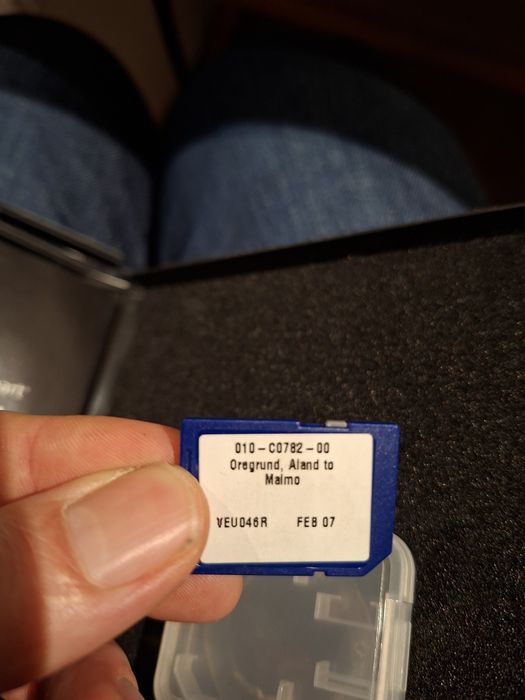 010-C0782-00
Oregrund, Aland to
Malmo
VEU046R FEB 07